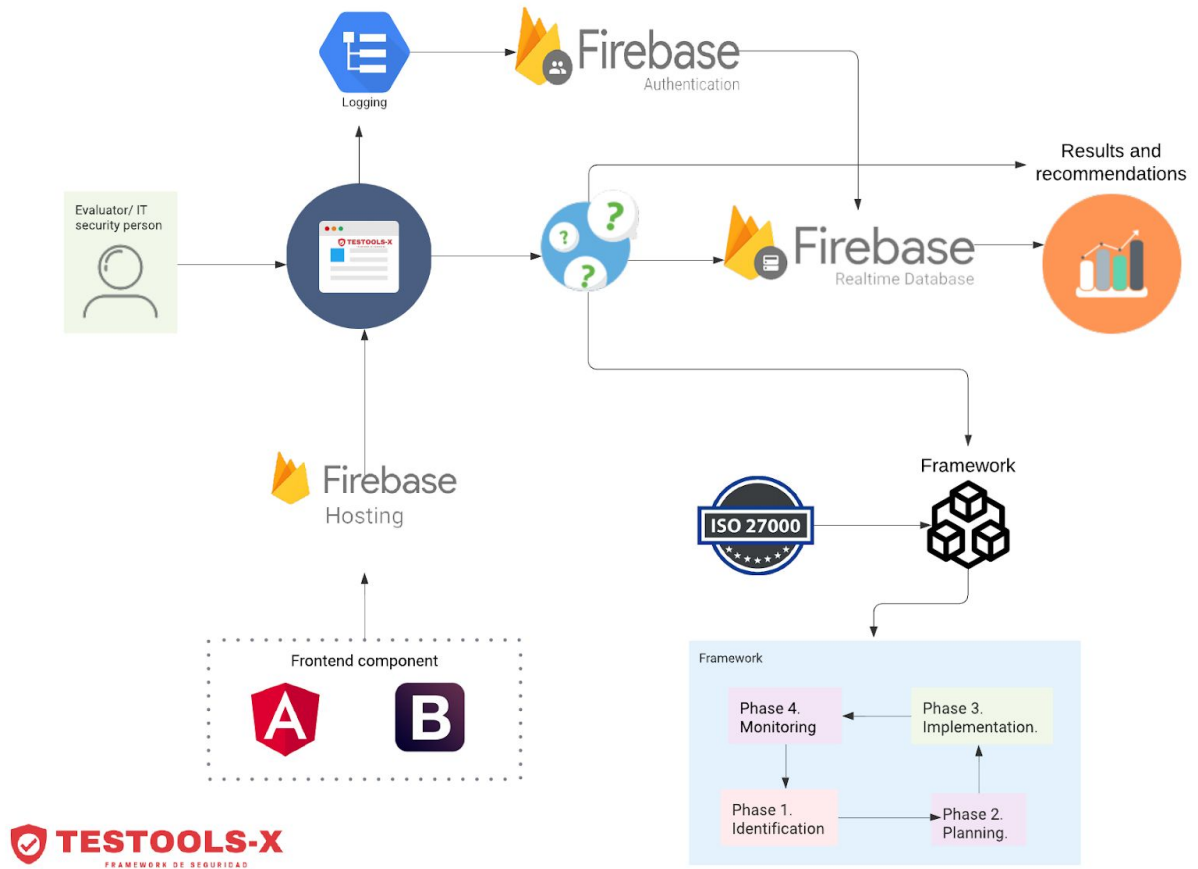 Firebase
Authentication
Logging
Results and
recommendations
Evaluator/ IT
security person
TESTOOLS-X
Firebase
Realtime Database
Firebase
Hosting
Framework
ISO 27000
Frontend component
A
B
Framework
Phase 4.
Monitoring
Phase 3.
Implementation.
Phase 1.
Identification
Phase 2.
Planning.
TESTOOLS-X
FRAMEWORK DE SEGURIDAD